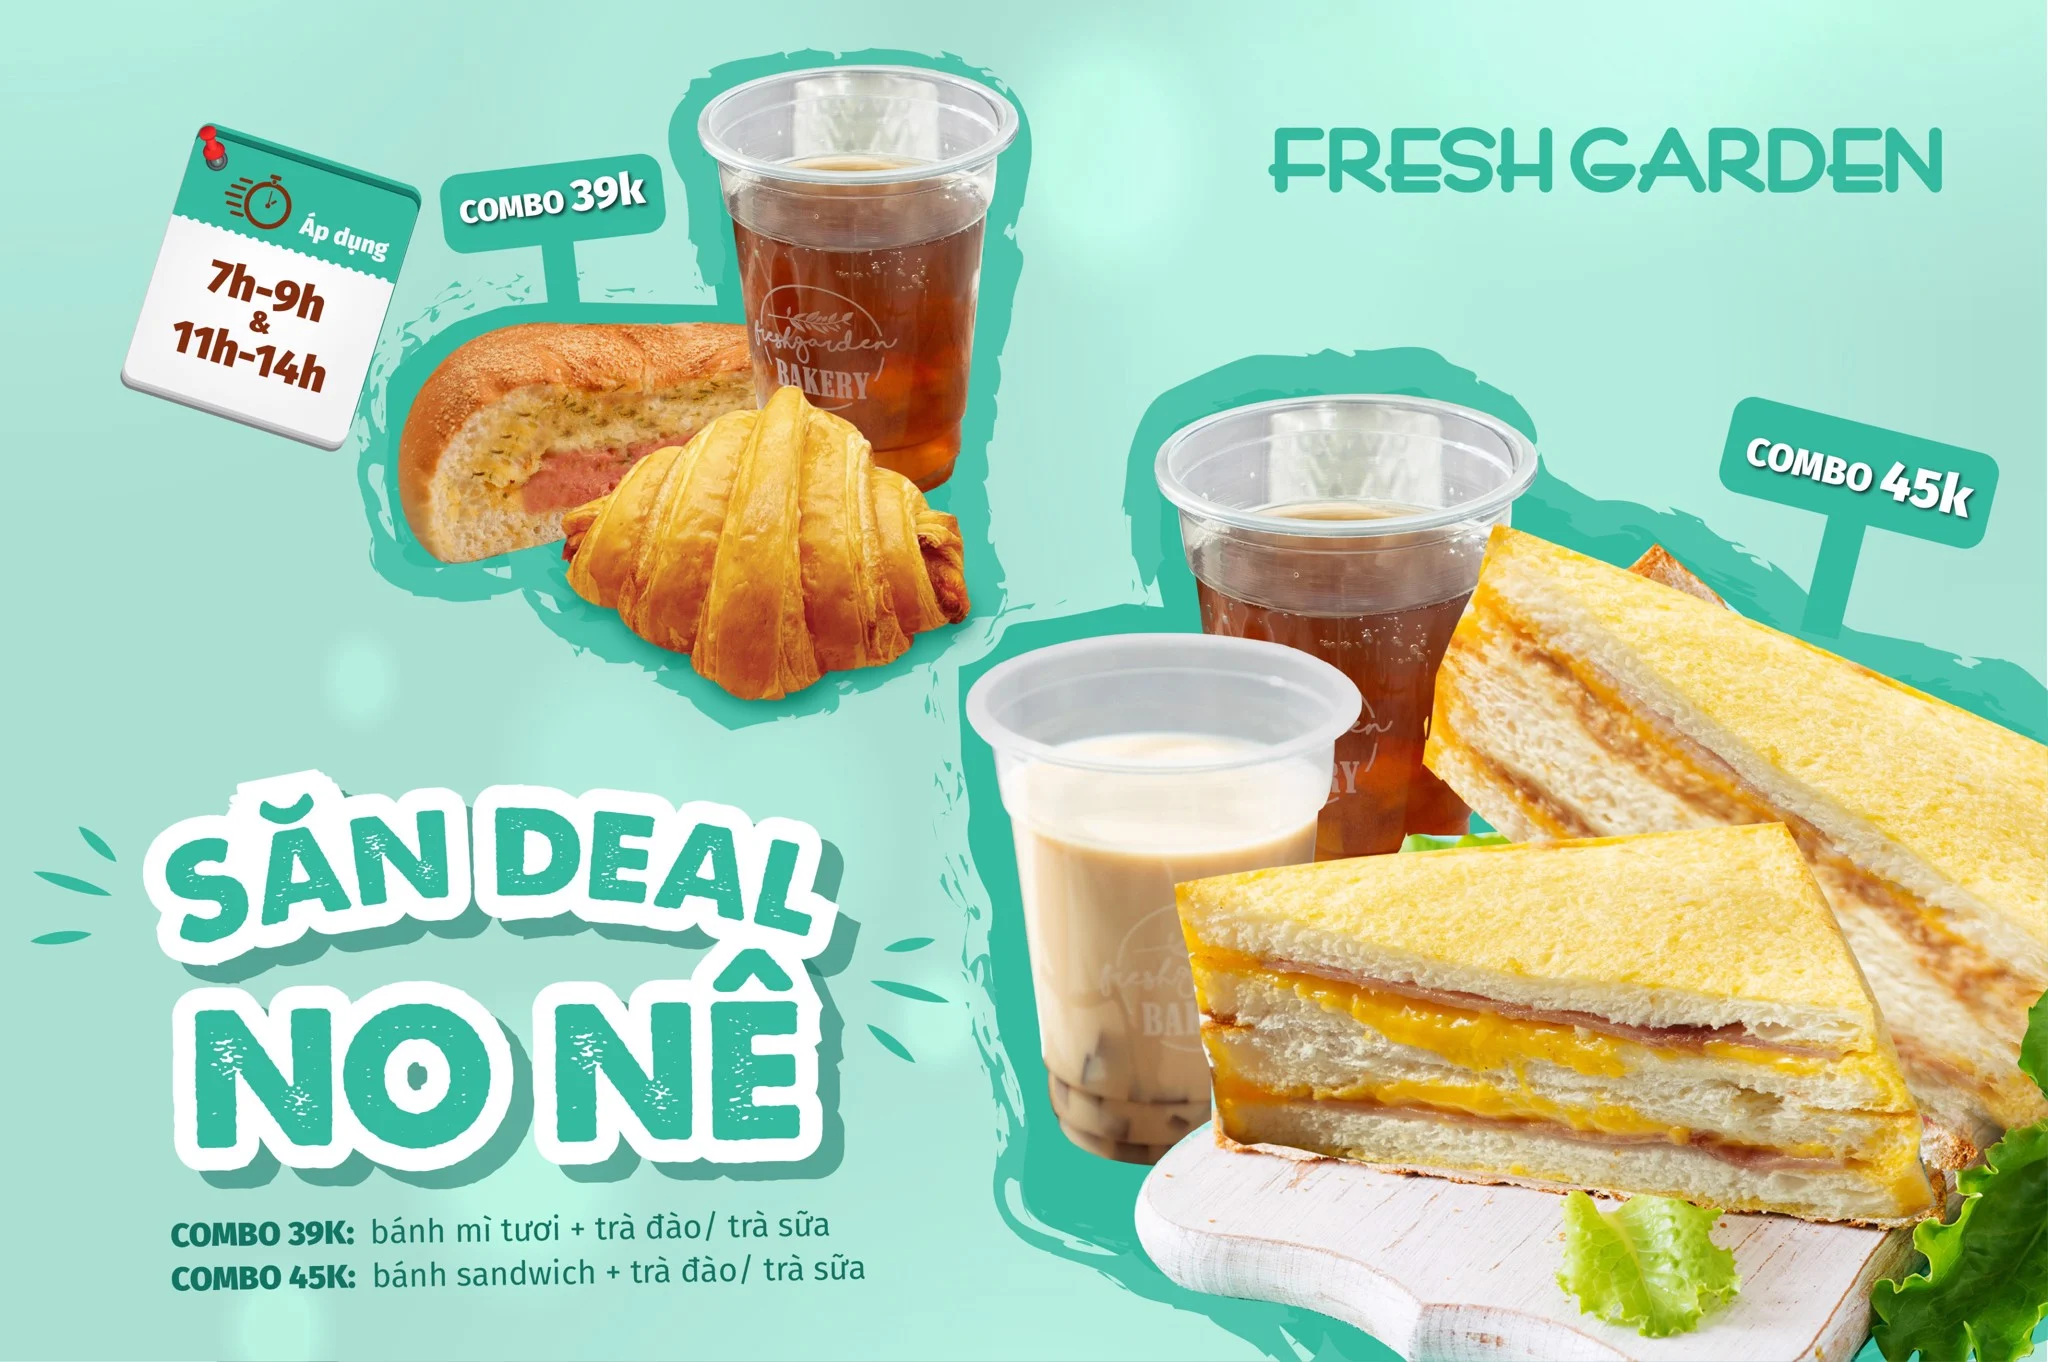 FRESH GARDEN
Áp dụng
7h-9h
&
11h-14h
COMBO 39k
freshgarden
BAKERY
COMBO 45k
SĂN DEAL
NO NÊ
COMBO 39K: bánh mì tươi + trà đào/ trà sữa
COMBO 45K: bánh sandwich + trà đào/ trà sữa